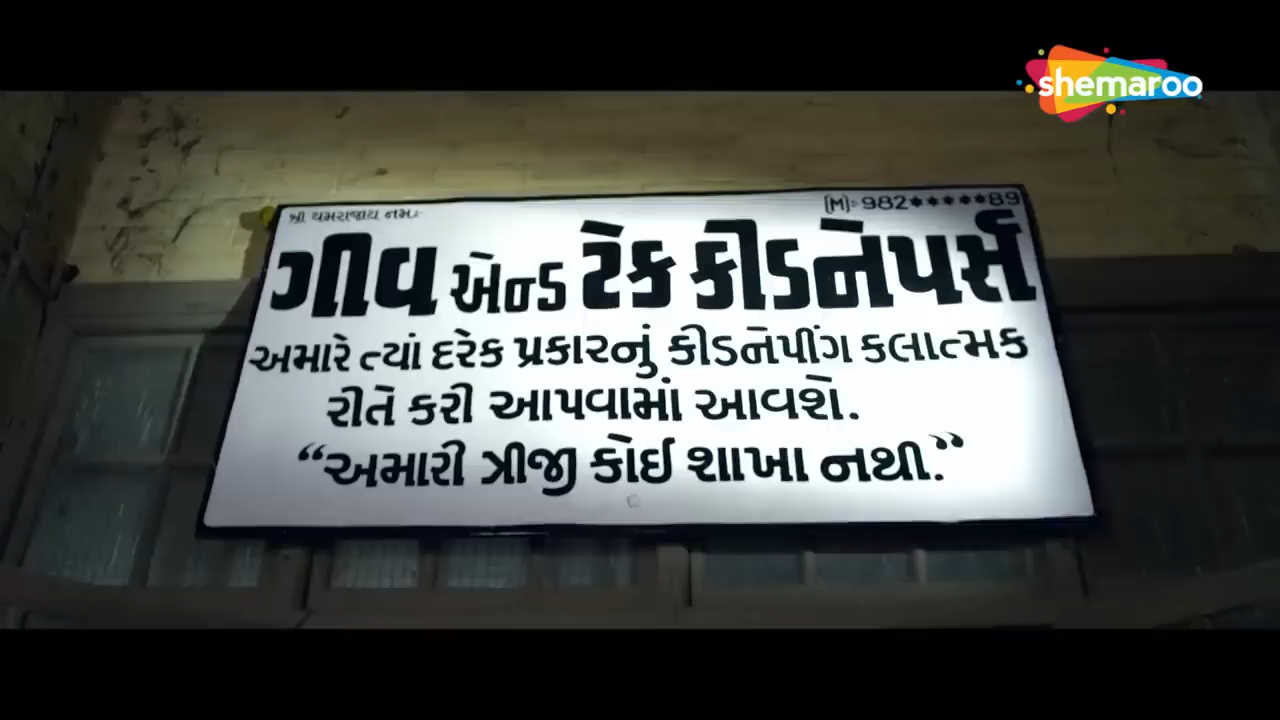 shemaroo
શ્રી યમરાજાય નમઃ
(M):-982*****89
ગીવ એન્ડ ટેક કીડનેપર્સ
અમારે ત્યાં દરેક પ્રકારનું કીડનેપીંગ કલાત્મક
રીતે કરી આપવામાં આવશે.
“અમારી ત્રીજી કોઈ શાખા નથી.”